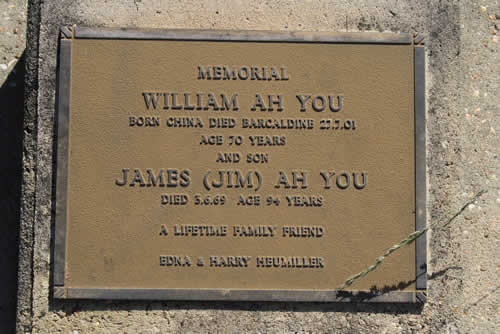 MEMORIAL
WILLIAM AH YOU
BORN CHINA DIED BARCALDINE 27.7.01
AGE 70 YEARS
AND SON
JAMES (JIM) AH YOU
DIED 3.6.69 AGE 94 YEARS
A LIFETIME FAMILY FRIEND
EDNA & HARRY HEUMILLER